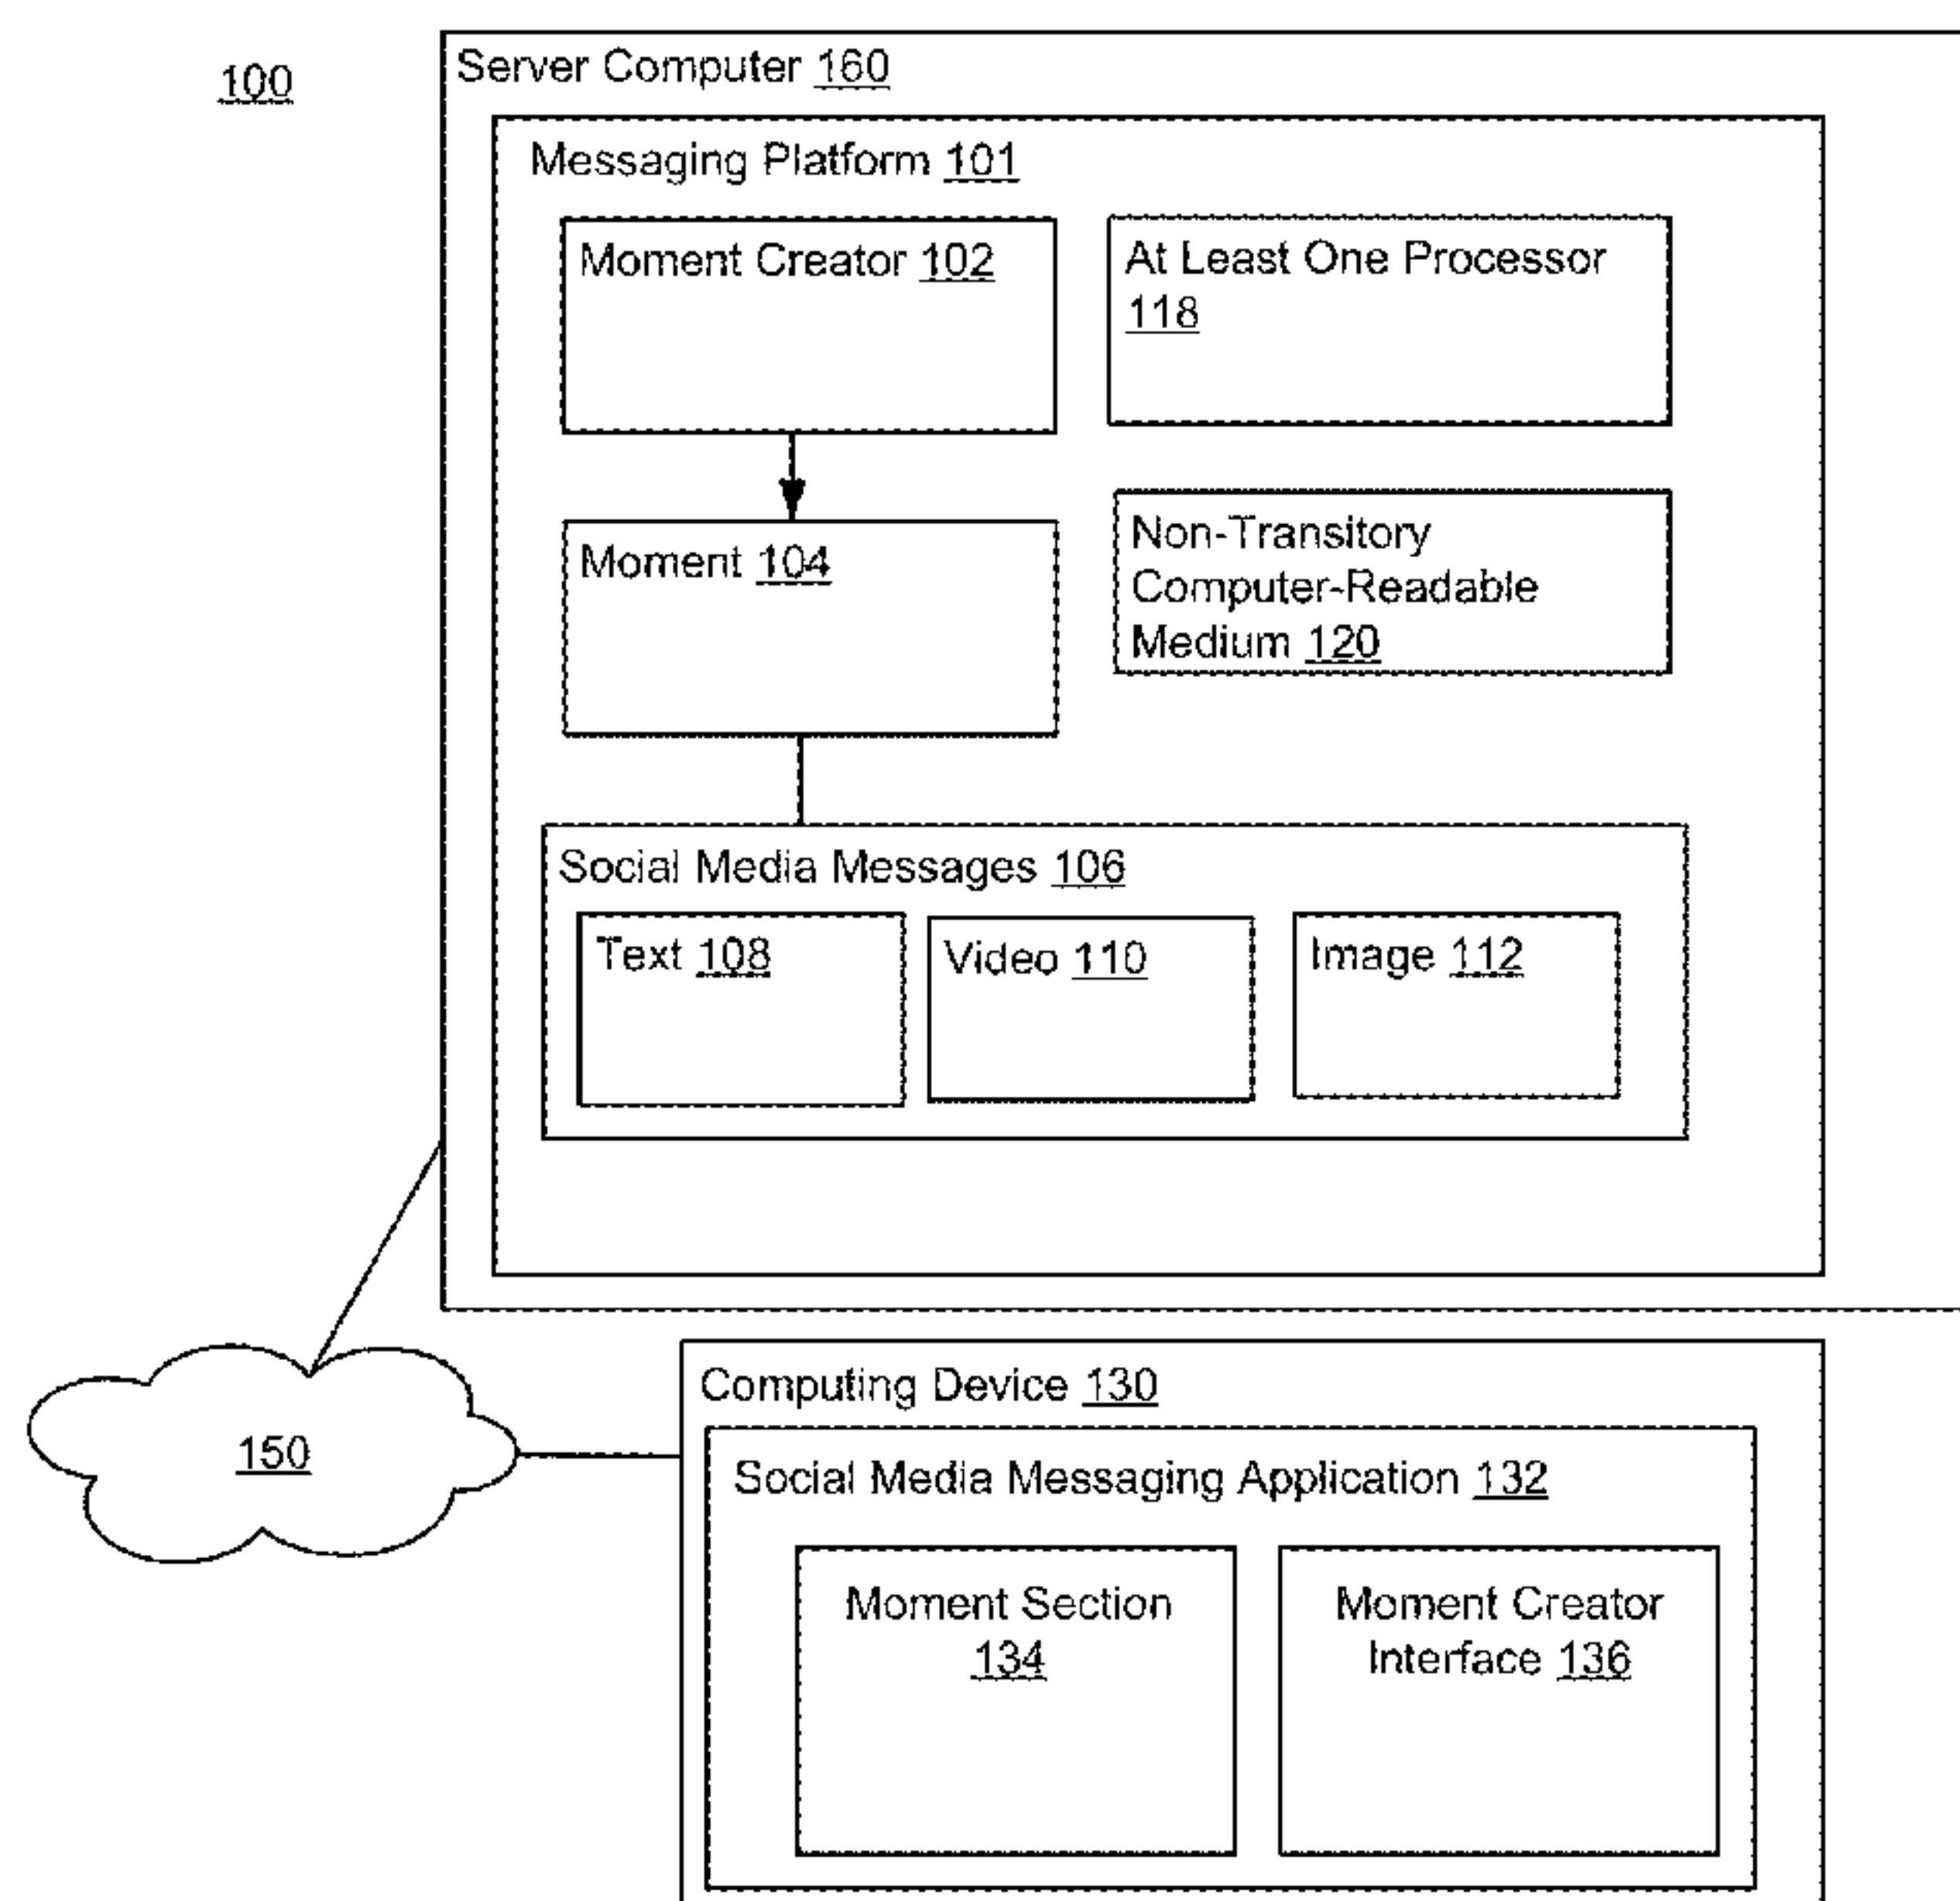 100
Server Computer 160
Messaging Platform 101
Moment Creator 102
At Least One Processor
118
Moment 104
Non-Transitory
Computer-Readable
Medium 120
Social Media Messages 106
Text 108
Video 110
Image 112
150
Computing Device 130
Social Media Messaging Application 132
Moment Section
134
Moment Creator
Interface 136